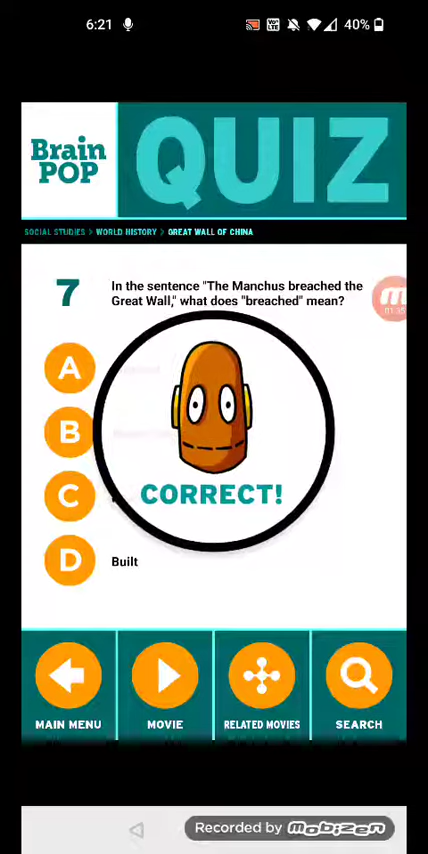 6:21
40%
Brain
POP
QUIZ
SOCIAL STUDIES > WORLD HISTORY > GREAT WALL OF CHINA
7
In the sentence "The Manchus breached the
Great Wall," what does "breached" mean?
A
B
CORRECT!
C
D
Built
MAIN MENU
MOVIE
RELATED MOVIES
SEARCH
Recorded by mobizen